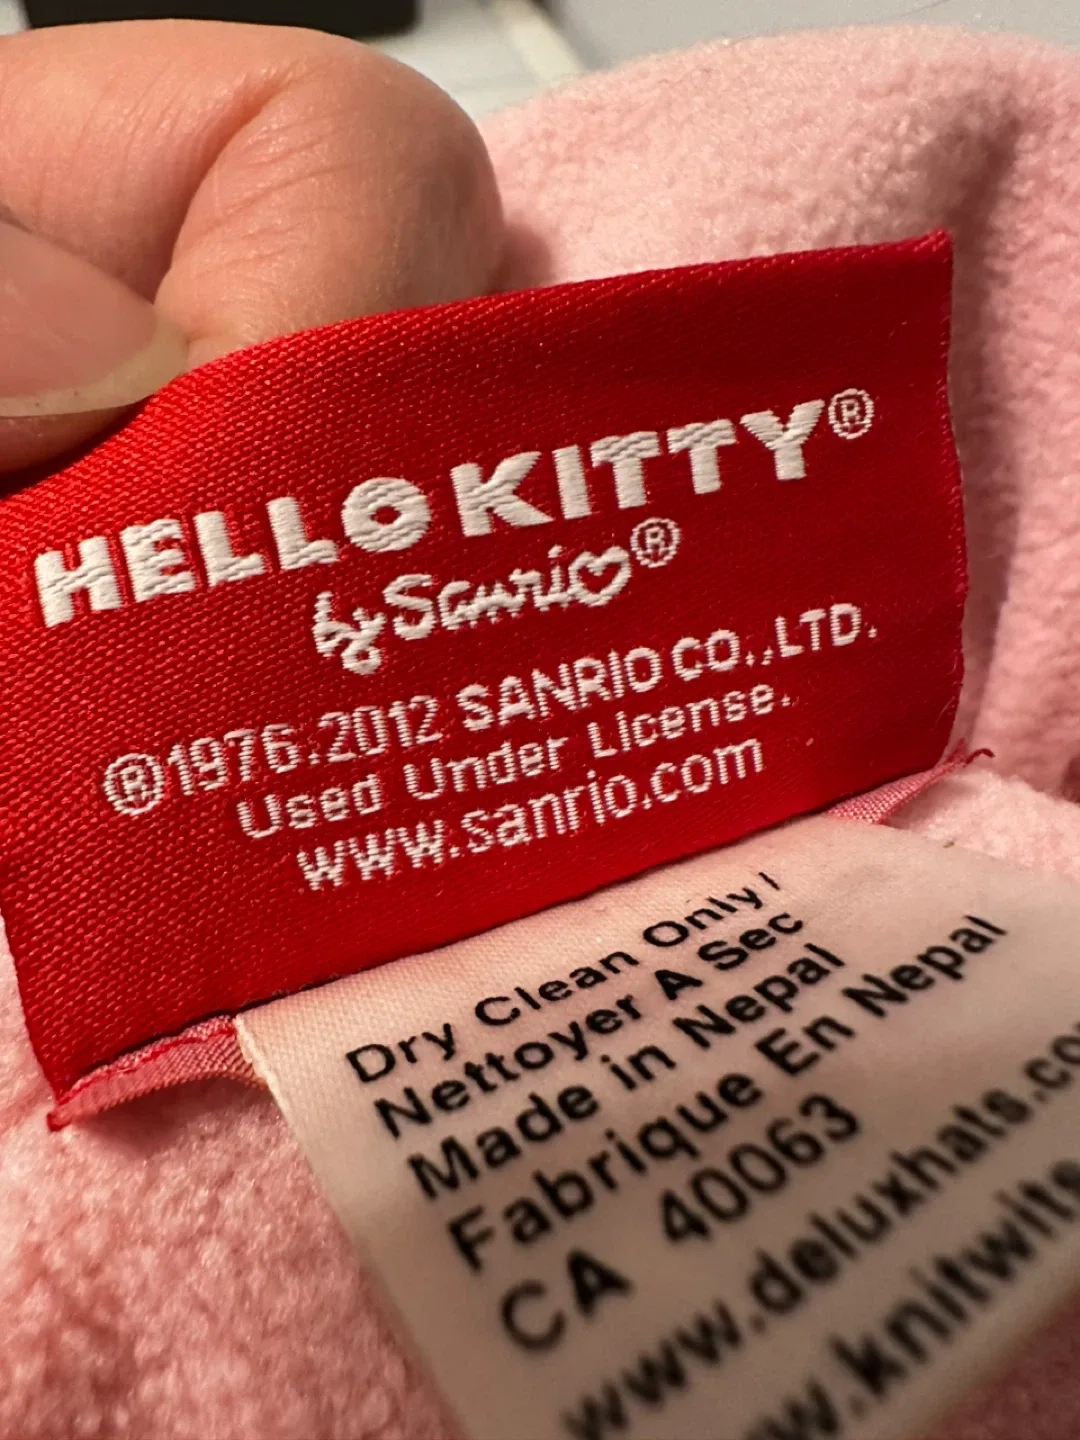 HELLO KITTY®
by Sanrio®
®1976.2012 SANRIO CO.,LTD.
Used Under License.
www.sanrio.com
Dry Clean Only!
Nettoyer A Sec
Made in Nepal
Fabrique En Nepal
CA 40063
www.deluxhats.co
w.knitwits